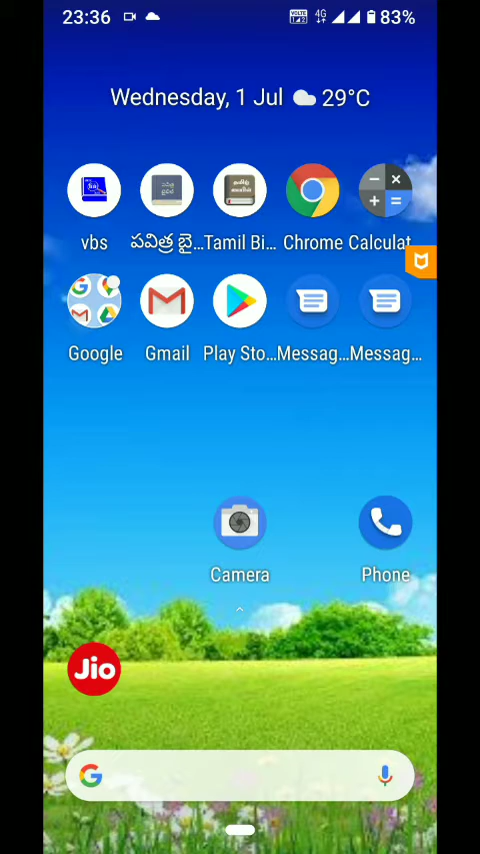 23:36 4G 83%
Wednesday, 1 Jul 29°C
vbs పవిత్ర బై... Tamil Bi... Chrome Calculat
Google Gmail Play Sto... Messag... Messag...
Camera Phone
Jio